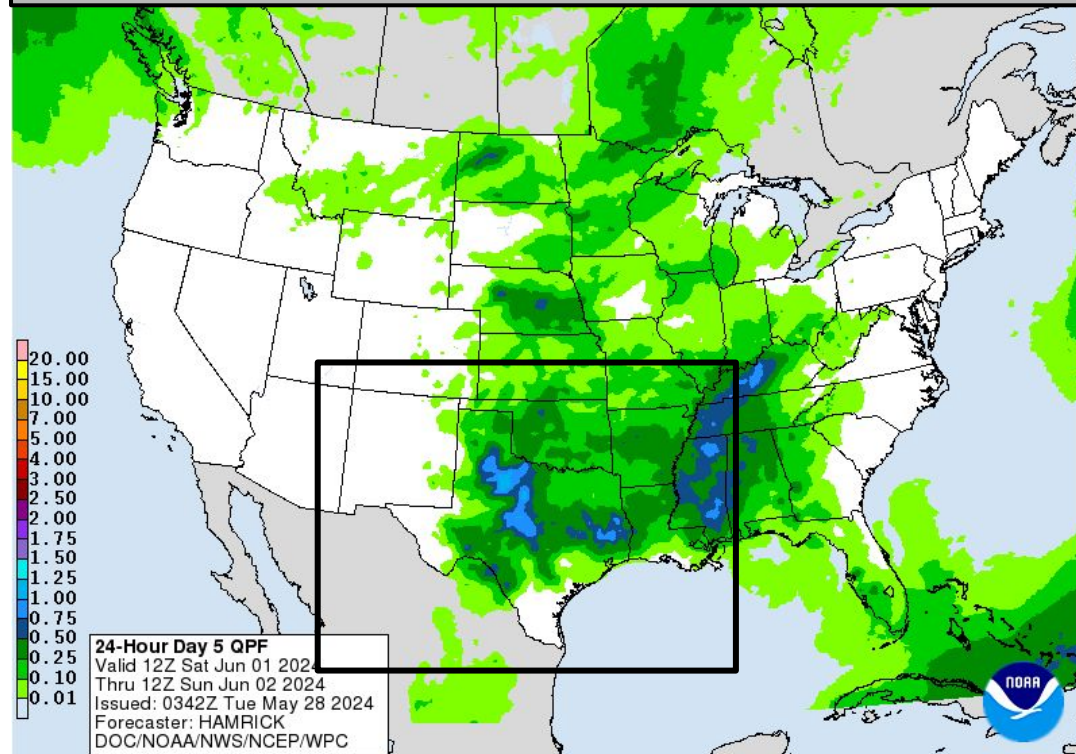 20.00
15.00
10.00
7.00
5.00
4.00
3.00
2.50
2.00
1.75
1.50
1.25
1.00
0.75
0.50
0.25
0.10
0.01
24-Hour Day 5 QPF
Valid 12Z Sat Jun 01 2024
Thru 12Z Sun Jun 02 2024
Issued: 0342Z Tue May 28 2024
Forecaster: HAMRICK
DOC/NOAA/NWS/NCEP/WPC
NOAA